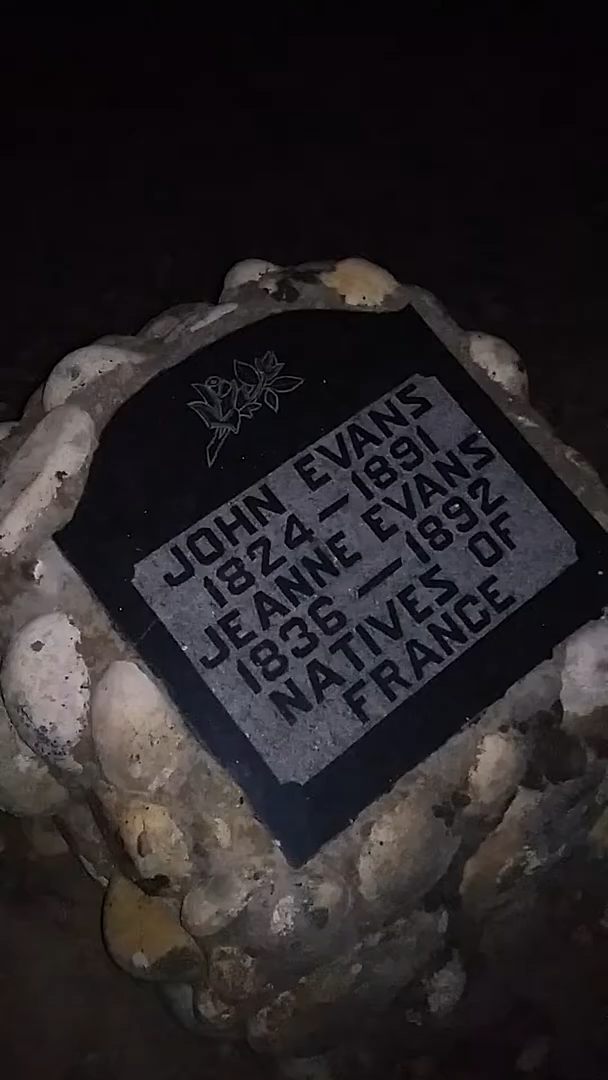 JOHN EVANS
1824 — 1891
JEANNE EVANS
1836 — 1892
NATIVES OF
FRANCE